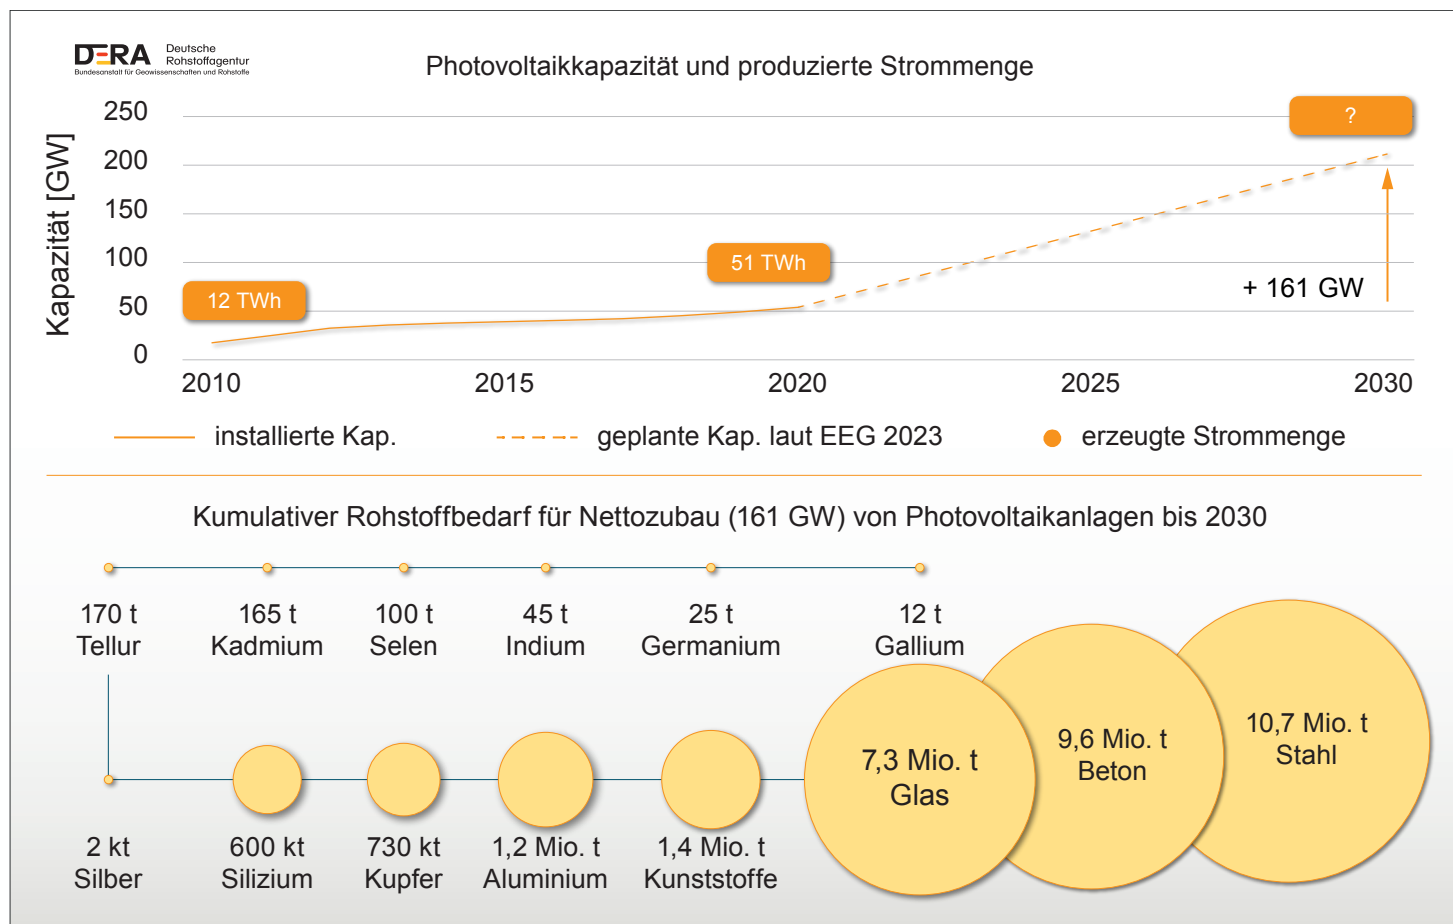 DERA
Deutsche
Rohstoffagentur
Bundesanstalt für Geowissenschaften und Rohstoffe
Photovoltaikkapazität und produzierte Strommenge
Kapazität [GW]
250
200
150
100
50
0
?
51 TWh
12 TWh
+ 161 GW
2010 2015 2020 2025 2030
installierte Kap. geplante Kap. laut EEG 2023 erzeugte Strommenge
Kumulativer Rohstoffbedarf für Nettozubau (161 GW) von Photovoltaikanlagen bis 2030
170 t
Tellur
165 t
Kadmium
100 t
Selen
45 t
Indium
25 t
Germanium
12 t
Gallium
2 kt
Silber
600 kt
Silizium
730 kt
Kupfer
1,2 Mio. t
Aluminium
1,4 Mio. t
Kunststoffe
7,3 Mio. t
Glas
9,6 Mio. t
Beton
10,7 Mio. t
Stahl